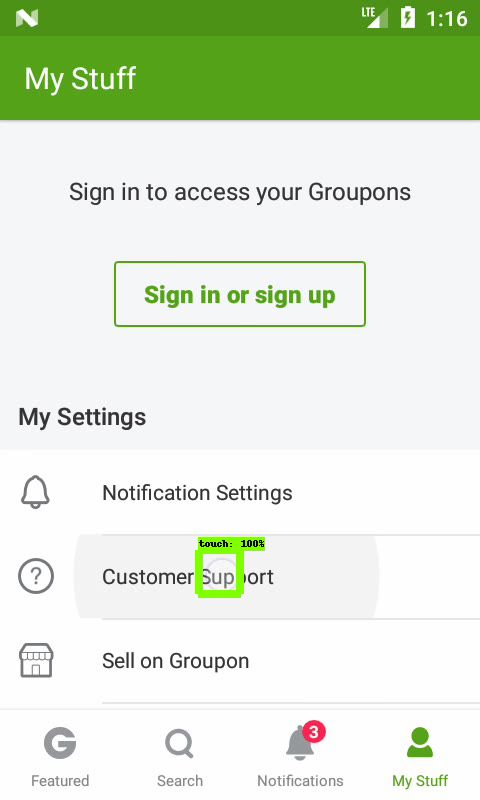 LTE 1:16
My Stuff
Sign in to access your Groupons
Sign in or sign up
My Settings
Notification Settings
touch: 100%
Customer Support
Sell on Groupon
3
Featured Search Notifications My Stuff